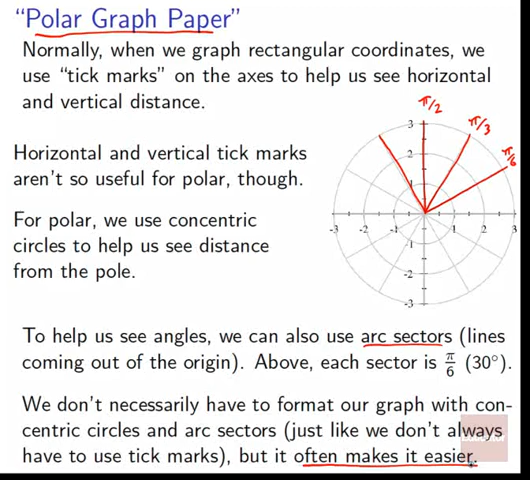 “Polar Graph Paper”
Normally, when we graph rectangular coordinates, we
use “tick marks” on the axes to help us see horizontal
and vertical distance.
π/2
π/3
π/6
3
2
1
-3 -2 -1 1 2 3
-1
-2
-3
Horizontal and vertical tick marks
aren’t so useful for polar, though.
For polar, we use concentric
circles to help us see distance
from the pole.
To help us see angles, we can also use arc sectors (lines
coming out of the origin). Above, each sector is π/6 (30°).
We don’t necessarily have to format our graph with con-
centric circles and arc sectors (just like we don’t always
have to use tick marks), but it often makes it easier.